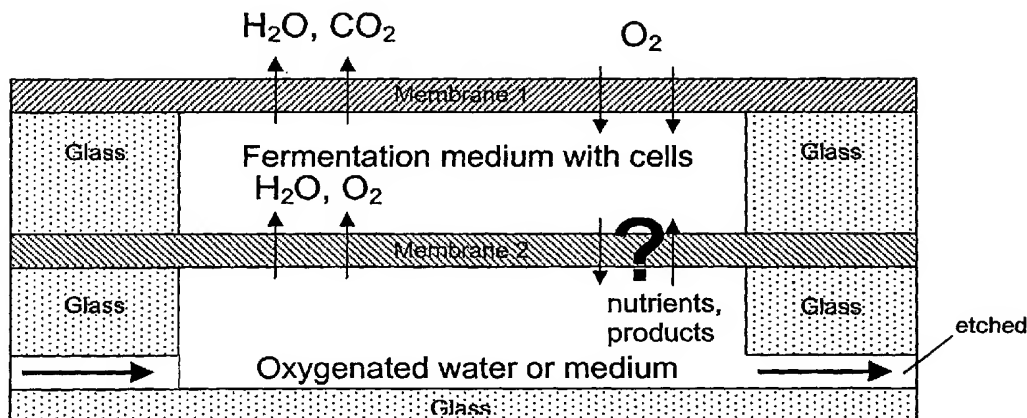 H₂O, CO₂
O₂
Membrane 1
Glass
Fermentation medium with cells
Glass
H₂O, O₂
?
Membrane 2
Glass
nutrients,
products
Glass
etched
Oxygenated water or medium
Glass